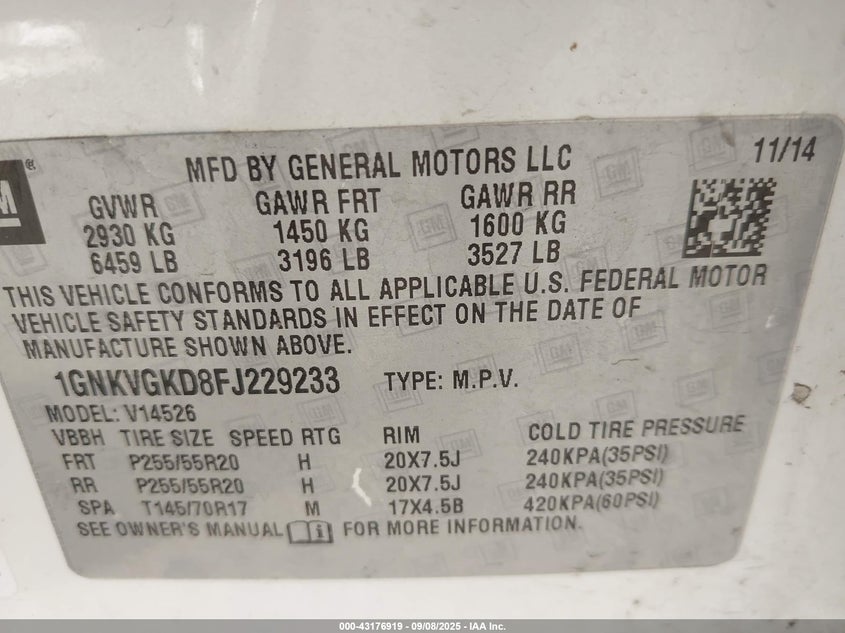 GM ®
MFD BY GENERAL MOTORS LLC 11/14
GVWR GAWR FRT GAWR RR
2930 KG 1450 KG 1600 KG
6459 LB 3196 LB 3527 LB
THIS VEHICLE CONFORMS TO ALL APPLICABLE U.S. FEDERAL MOTOR
VEHICLE SAFETY STANDARDS IN EFFECT ON THE DATE OF
MANUFACTURE SHOWN ABOVE.
1GNKVGKD8FJ229233 TYPE: M.P.V.
MODEL: V14526
VBBH TIRE SIZE SPEED RTG RIM COLD TIRE PRESSURE
FRT P255/55R20 H 20X7.5J 240KPA(35PSI)
RR P255/55R20 H 20X7.5J 240KPA(35PSI)
SPA T145/70R17 M 17X4.5B 420KPA(60PSI)
SEE OWNER'S MANUAL FOR MORE INFORMATION.
000-43176919 - 09/08/2025 - IAA Inc.